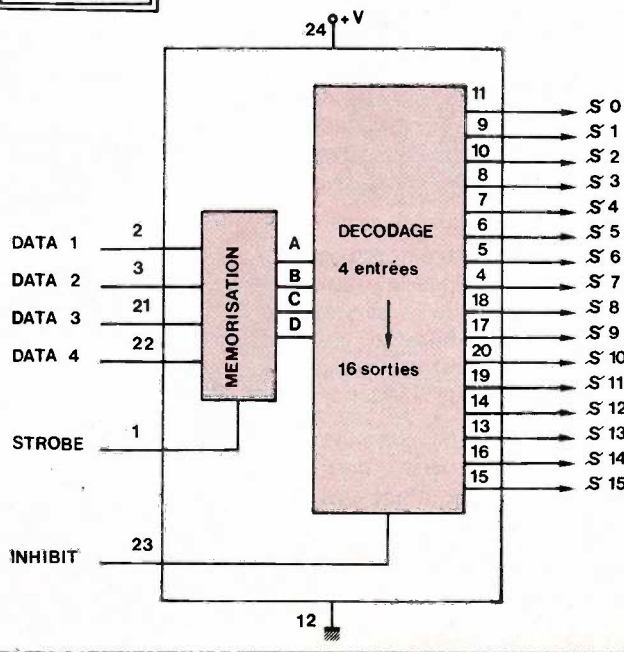 24 +V
11 S 0
9 S 1
10 S 2
8 S 3
7 S 4
6 S 5
5 S 6
4 S 7
18 S 8
17 S 9
20 S 10
19 S 11
14 S 12
13 S 13
16 S 14
15 S 15
DATA 1 2
DATA 2 3
DATA 3 21
DATA 4 22
STROBE 1
INHIBIT 23
MEMORISATION
A
B
C
D
DECODAGE
4 entrées
16 sorties
12